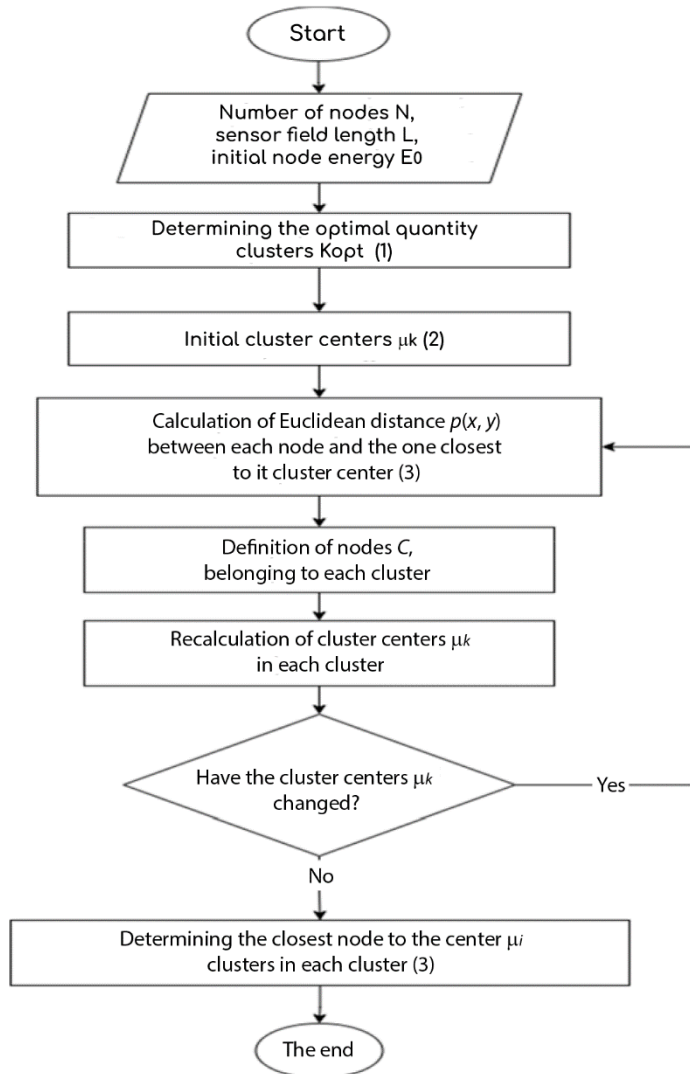 Start
Number of nodes N,
sensor field length L,
initial node energy E0
Determining the optimal quantity
clusters Kopt (1)
Initial cluster centers μk (2)
Calculation of Euclidean distance p(x, y)
between each node and the one closest
to it cluster center (3)
Definition of nodes C,
belonging to each cluster
Recalculation of cluster centers μk
in each cluster
Have the cluster centers μk
changed?
Yes
No
Determining the closest node to the center μi
clusters in each cluster (3)
The end